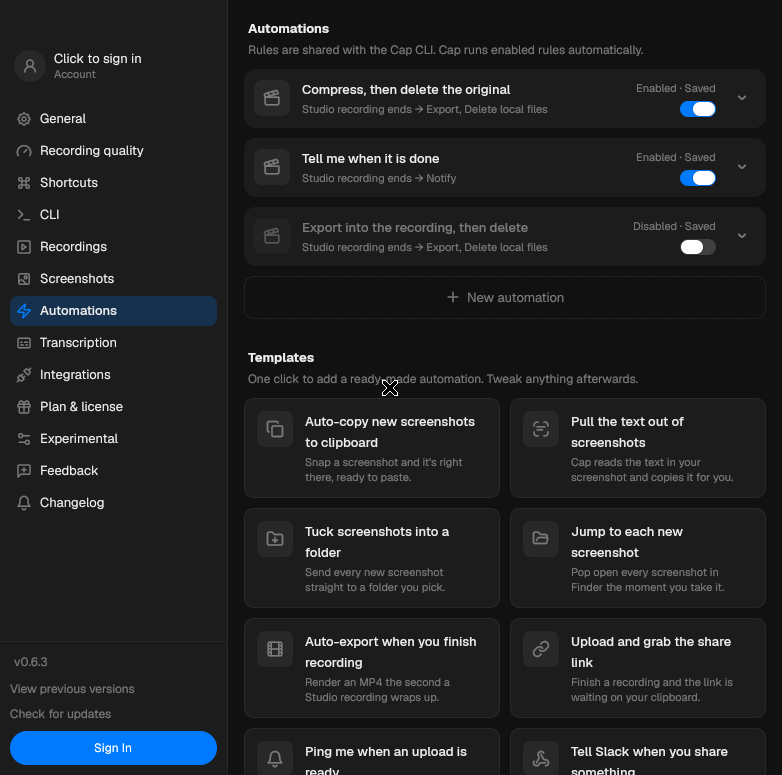 Click to sign in
Account
General
Recording quality
Shortcuts
CLI
Recordings
Screenshots
Automations
Transcription
Integrations
Plan & license
Experimental
Feedback
Changelog
v0.6.3
View previous versions
Check for updates
Sign In
Automations
Rules are shared with the Cap CLI. Cap runs enabled rules automatically.
Compress, then delete the original
Studio recording ends → Export, Delete local files
Enabled · Saved
Tell me when it is done
Studio recording ends → Notify
Enabled · Saved
Export into the recording, then delete
Studio recording ends → Export, Delete local files
Disabled · Saved
New automation
Templates
One click to add a ready-made automation. Tweak anything afterwards.
Auto-copy new screenshots
to clipboard
Snap a screenshot and it's right
there, ready to paste.
Pull the text out of
screenshots
Cap reads the text in your
screenshot and copies it for you.
Tuck screenshots into a
folder
Send every new screenshot
straight to a folder you pick.
Jump to each new
screenshot
Pop open every screenshot in
Finder the moment you take it.
Auto-export when you finish
recording
Render an MP4 the second a
Studio recording wraps up.
Upload and grab the share
link
Finish a recording and the link is
waiting on your clipboard.
Ping me when an upload is
ready
Tell Slack when you share
something